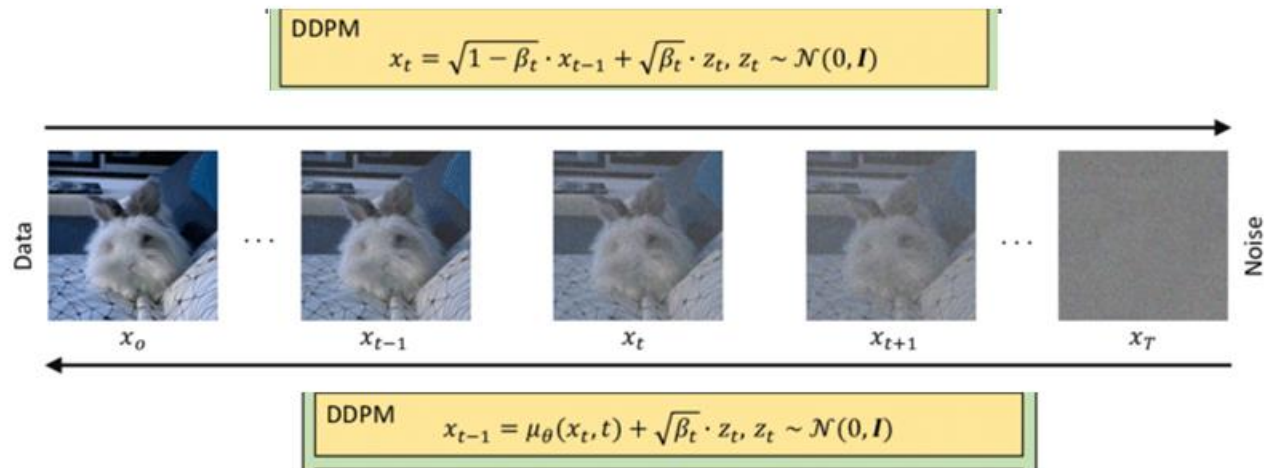 DDPM
x_t = √(1 − β_t) · x_{t−1} + √β_t · z_t, z_t ~ 𝒩(0, I)
Data
x_o
...
x_{t−1}
x_t
x_{t+1}
...
x_T
Noise
DDPM
x_{t−1} = μ_θ(x_t, t) + √β_t · z_t, z_t ~ 𝒩(0, I)